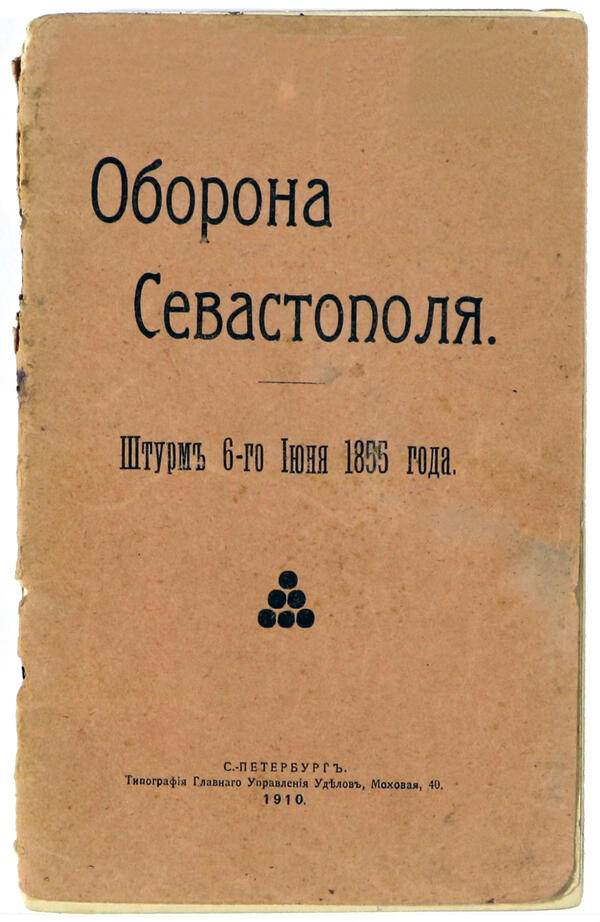 Оборона
Севастополя.
Штурмъ 6-го Іюня 1855 года.
С.-ПЕТЕРБУРГЪ.
Типографія Главнаго Управленія Удѣловъ, Моховая, 40.
1910.